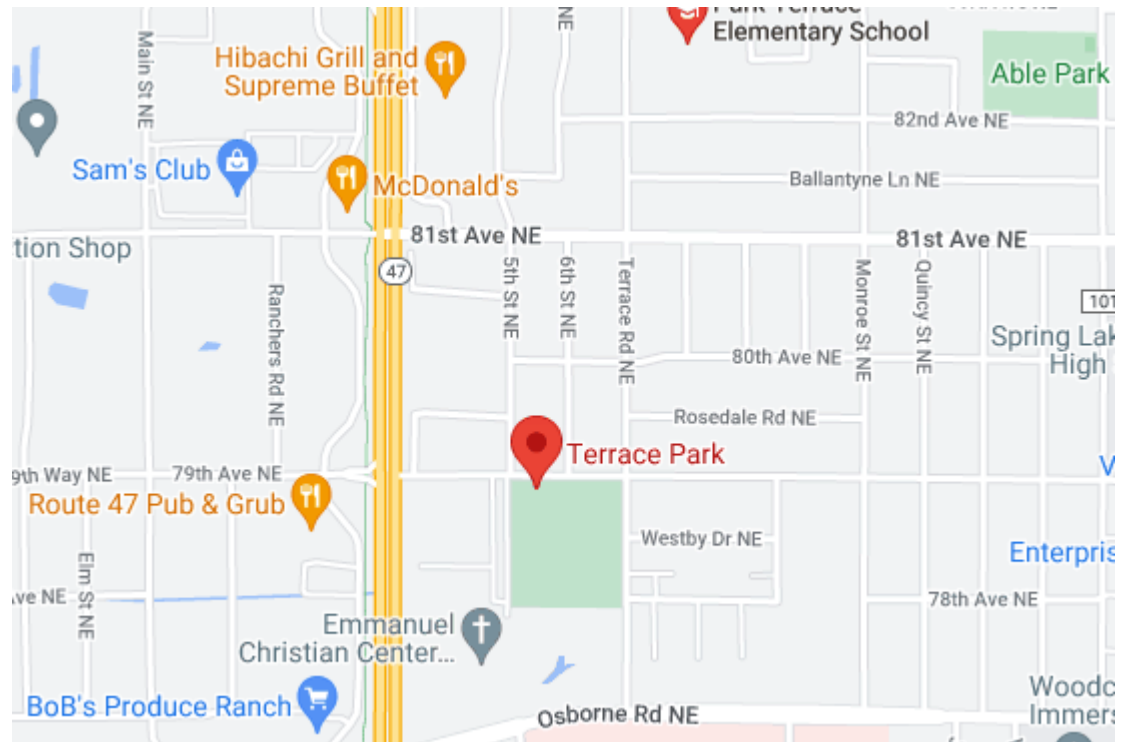 NE
Park Terrace
Elementary School
Main St NE
Hibachi Grill and
Supreme Buffet
Able Park
82nd Ave NE
Sam's Club
McDonald's
Ballantyne Ln NE
81st Ave NE
81st Ave NE
tion Shop
47
5th St NE
6th St NE
Terrace Rd NE
Monroe St NE
Quincy St NE
Ranchers Rd NE
101
Spring Lak
High
80th Ave NE
Rosedale Rd NE
Terrace Park
9th Way NE
79th Ave NE
V
Route 47 Pub & Grub
Westby Dr NE
Enterpris
Elm St NE
ve NE
78th Ave NE
Emmanuel
Christian Center...
BoB's Produce Ranch
Osborne Rd NE
Woodc
Immers